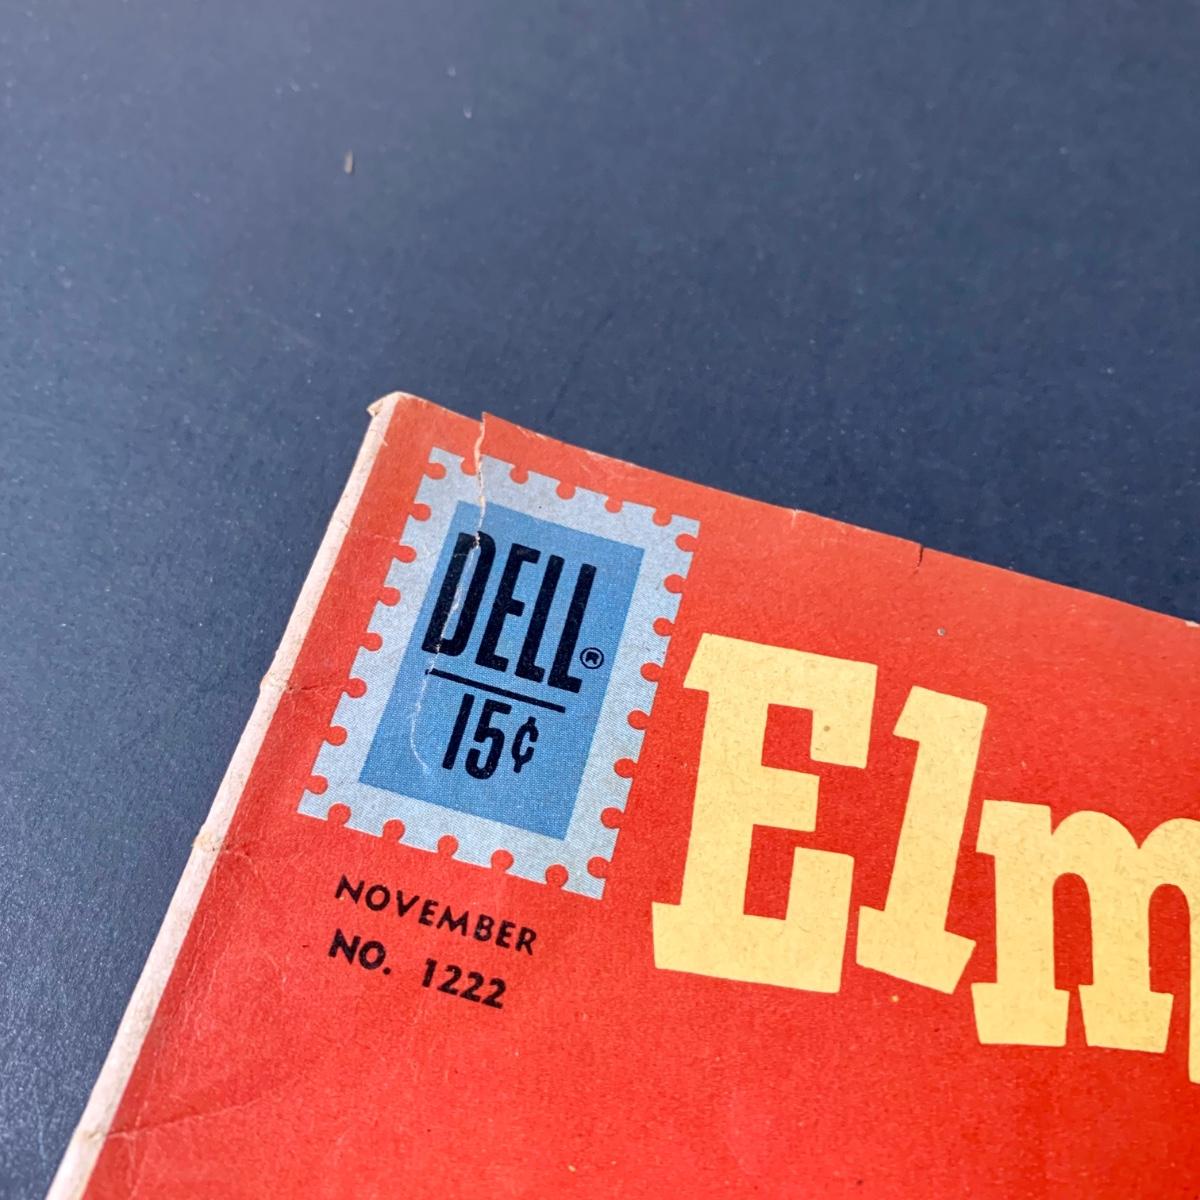 DELL®
15¢
NOVEMBER
NO. 1222
Elm